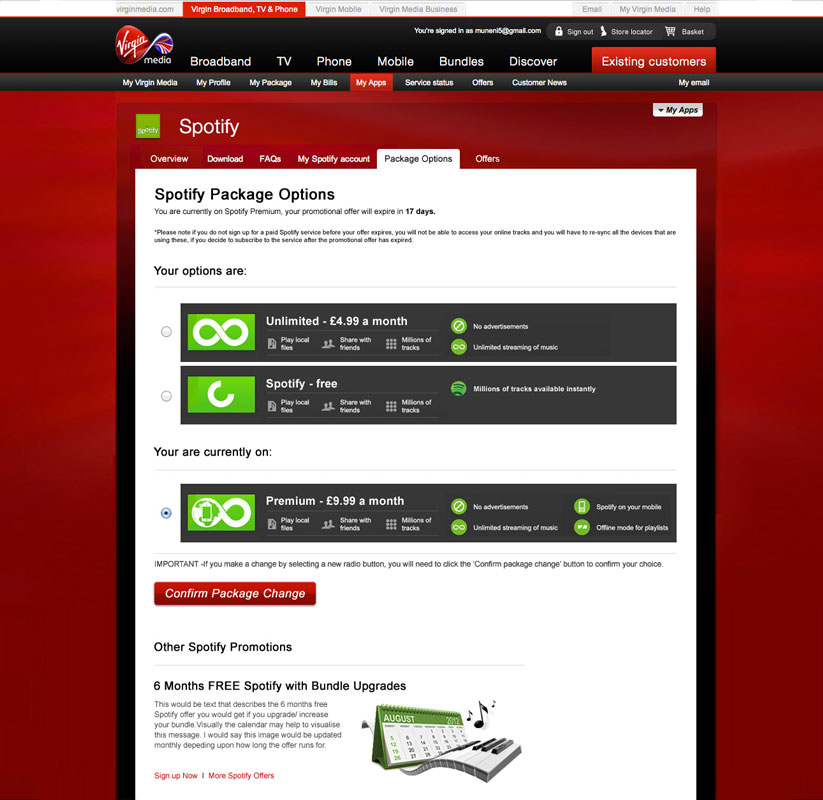 virginmedia.com Virgin Broadband, TV & Phone Virgin Mobile Virgin Media Business Email My Virgin Media Help
You're signed in as muneni5@gmail.com Sign out Store locator Basket
Virgin media
Broadband TV Phone Mobile Bundles Discover Existing customers
My Virgin Media My Profile My Package My Bills My Apps Service status Offers Customer News My email
My Apps
Spotify Spotify
Overview Download FAQs My Spotify account Package Options Offers
Spotify Package Options
You are currently on Spotify Premium, your promotional offer will expire in 17 days.
*Please note if you do not sign up for a paid Spotify service before your offer expires, you will not be able to access your online tracks and you will have to re-sync all the devices that are
using these, if you decide to subscribe to the service after the promotional offer has expired.
Your options are:
Unlimited - £4.99 a month
Play local files
Share with friends
Millions of tracks
No advertisements
Unlimited streaming of music
Spotify - free
Play local files
Share with friends
Millions of tracks
Millions of tracks available instantly
Your are currently on:
Premium - £9.99 a month
Play local files
Share with friends
Millions of tracks
No advertisements
Unlimited streaming of music
Spotify on your mobile
Offline mode for playlists
IMPORTANT -If you make a change by selecting a new radio button, you will need to click the 'Confirm package change' button to confirm your choice.
Confirm Package Change
Other Spotify Promotions
6 Months FREE Spotify with Bundle Upgrades
This would be text that describes the 6 months free
Spotify offer you would get if you upgrade/ increase
your bundle.Visually the calendar may help to visualise
this message. I would say this image would be updated
monthly depeding upon how long the offer runs for.
AUGUST 2012
Sign up Now I More Spotify Offers